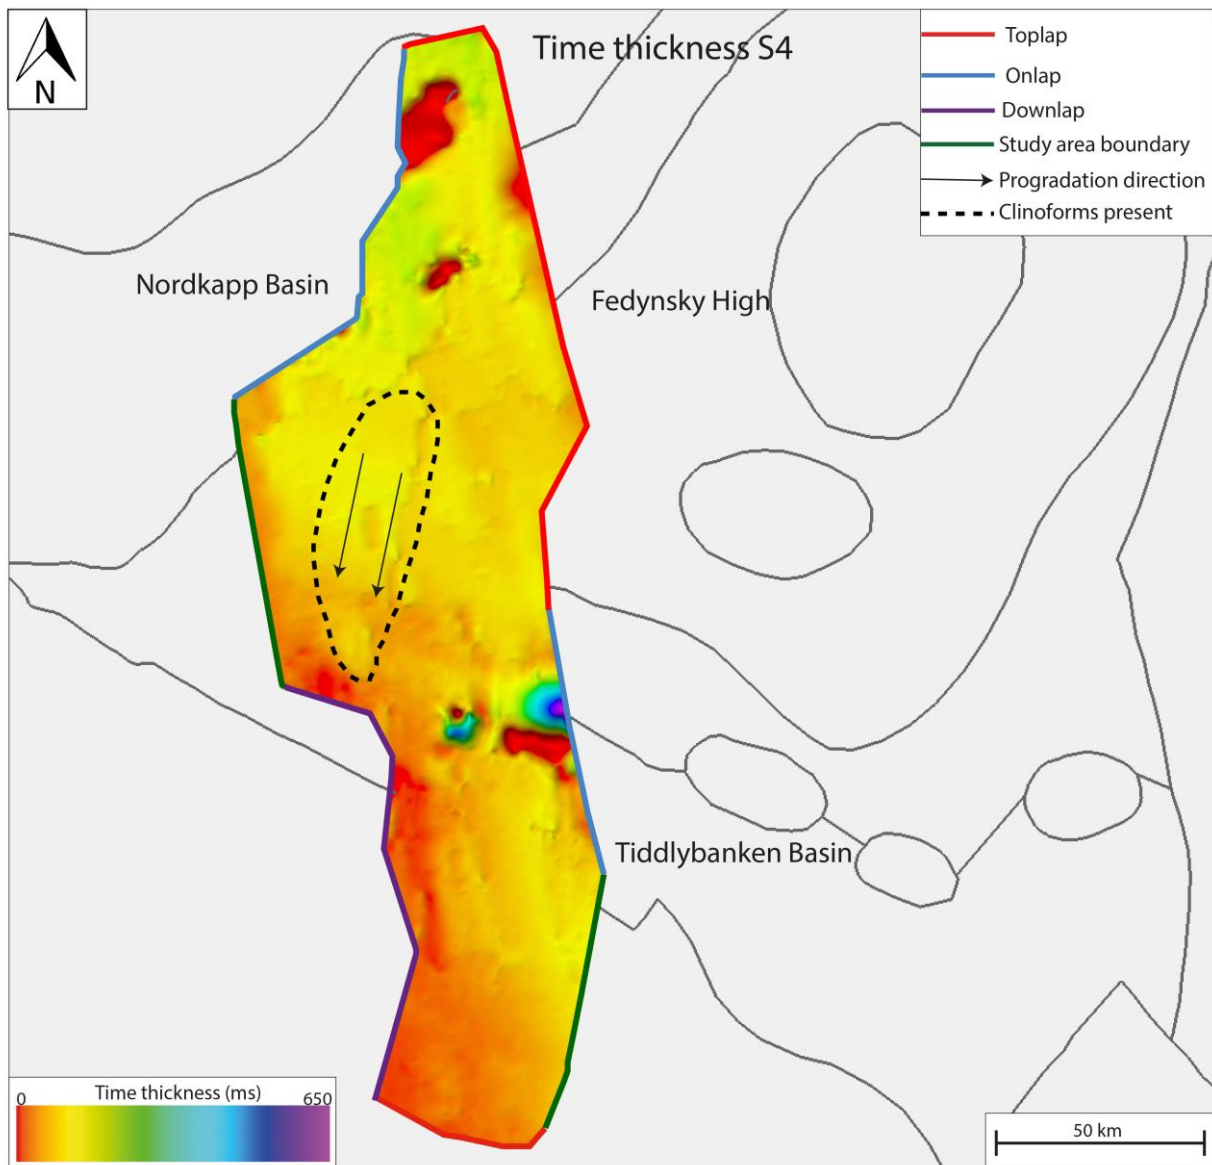 N
Time thickness S4
Toplap
Onlap
Downlap
Study area boundary
Progradation direction
Clinoforms present
Nordkapp Basin
Fedynsky High
Tiddlybanken Basin
Time thickness (ms)
0 650
50 km